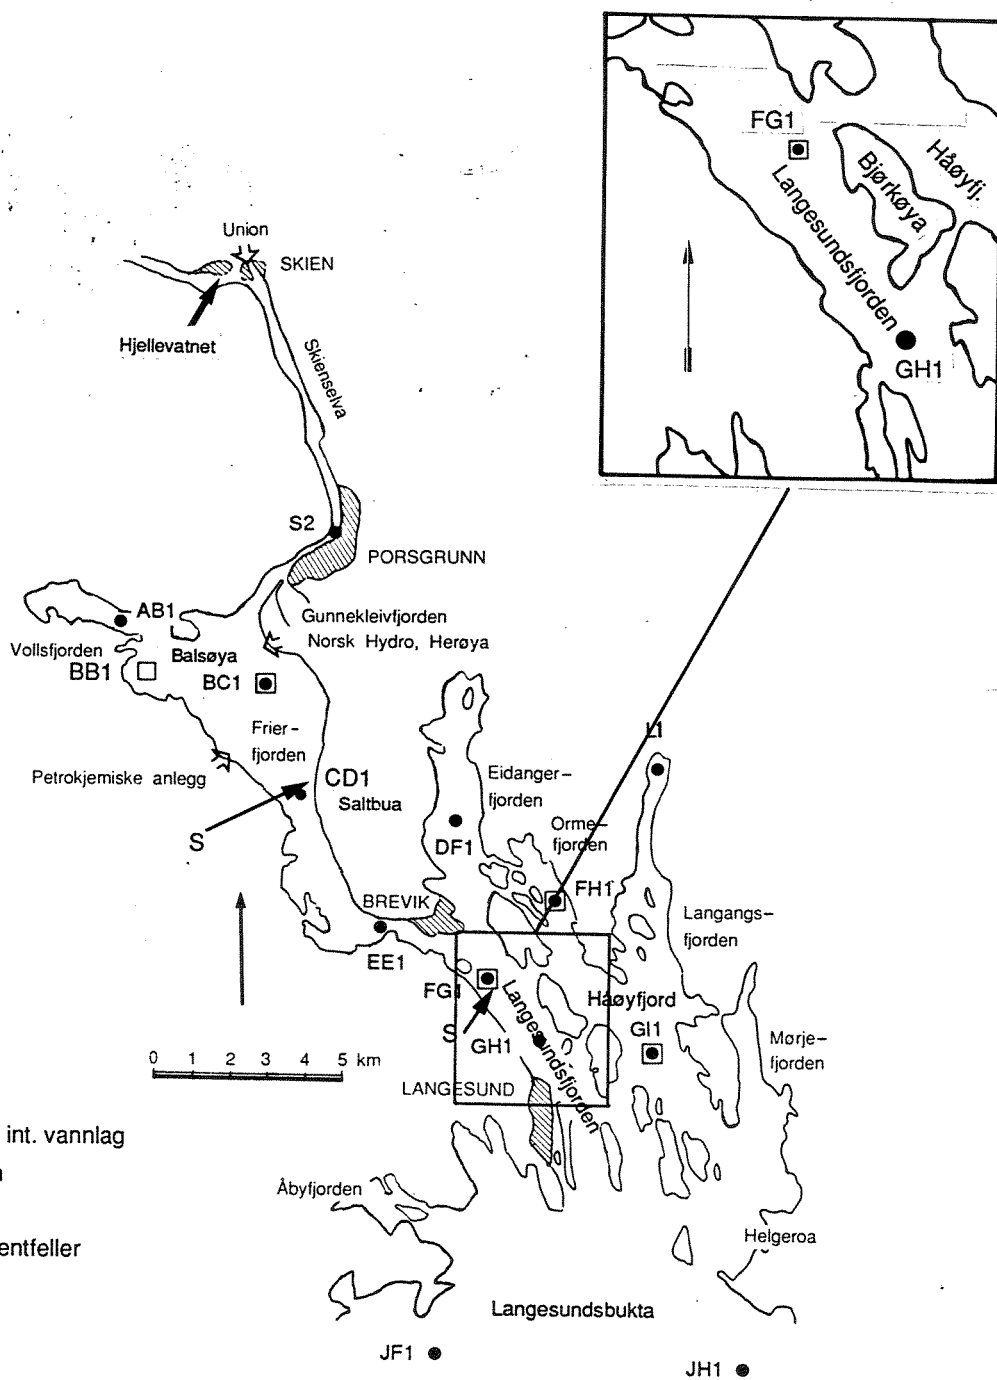 FG1
Håøyfj.
Bjørkøya
Langesundsfjorden
GH1
Union
SKIEN
Hjellevatnet
Skienselva
S2
PORSGRUNN
AB1
Gunnekleivfjorden
Norsk Hydro, Herøya
Vollsfjorden
Balsøya
BB1
BC1
Frier-
fjorden
L1
Petrokjemiske anlegg
CD1
Saltbua
S
Eidanger-
fjorden
Orme-
fjorden
DF1
FH1
BREVIK
Langangs-
fjorden
EE1
FG1
Langesundsfjorden
Håøyfjord
GI1
S
GH1
Mørje-
fjorden
0 1 2 3 4 5 km
LANGESUND
int. vannlag
Åbyfjorden
entfeller
Helgeroa
Langesundsbukta
JF1
JH1